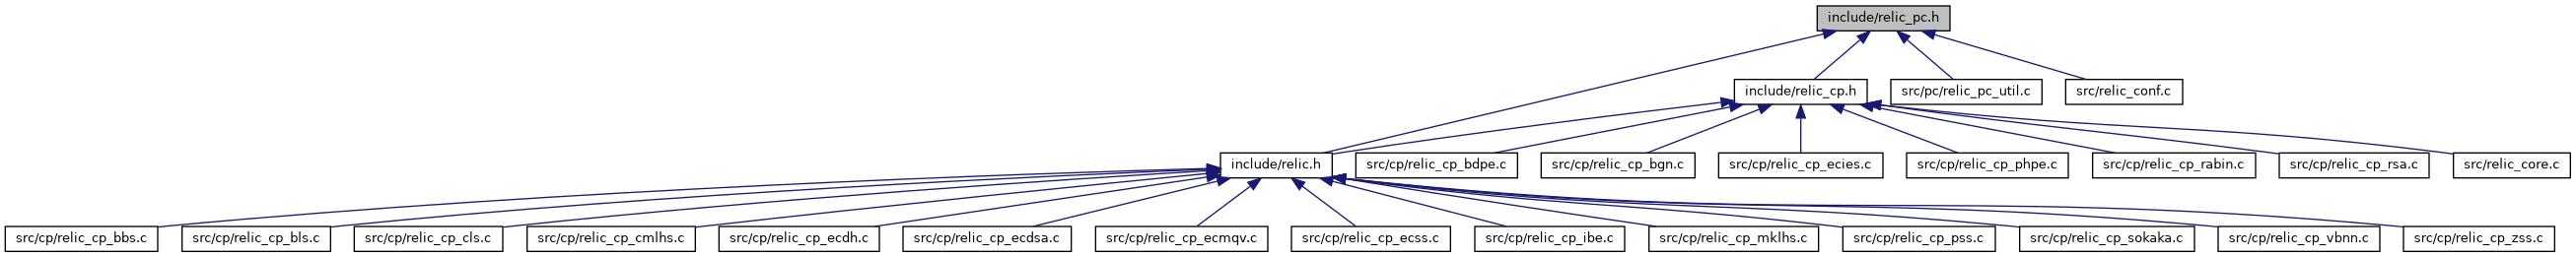 include/relic_pc.h
include/relic_cp.h
src/pc/relic_pc_util.c
src/relic_conf.c
include/relic.h
src/cp/relic_cp_bdpe.c
src/cp/relic_cp_bgn.c
src/cp/relic_cp_ecies.c
src/cp/relic_cp_phpe.c
src/cp/relic_cp_rabin.c
src/cp/relic_cp_rsa.c
src/relic_core.c
src/cp/relic_cp_bbs.c
src/cp/relic_cp_bls.c
src/cp/relic_cp_cls.c
src/cp/relic_cp_cmlhs.c
src/cp/relic_cp_ecdh.c
src/cp/relic_cp_ecdsa.c
src/cp/relic_cp_ecmqv.c
src/cp/relic_cp_ecss.c
src/cp/relic_cp_ibe.c
src/cp/relic_cp_mklhs.c
src/cp/relic_cp_pss.c
src/cp/relic_cp_sokaka.c
src/cp/relic_cp_vbnn.c
src/cp/relic_cp_zss.c